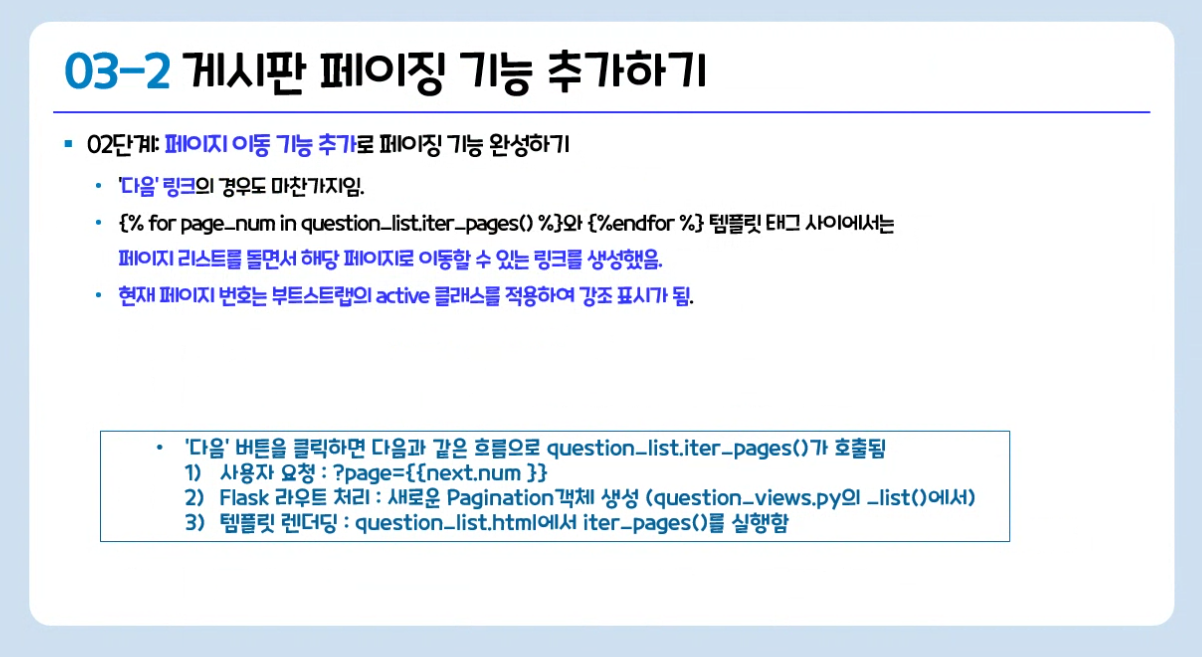 03-2 게시판 페이징 기능 추가하기
▪ 02단계: 페이지 이동 기능 추가로 페이징 기능 완성하기
• '다음' 링크의 경우도 마찬가지임.
• {% for page_num in question_list.iter_pages() %}와 {%endfor %} 템플릿 태그 사이에서는
페이지 리스트를 돌면서 해당 페이지로 이동할 수 있는 링크를 생성했음.
• 현재 페이지 번호는 부트스트랩의 active 클래스를 적용하여 강조 표시가 됨.
• '다음' 버튼을 클릭하면 다음과 같은 흐름으로 question_list.iter_pages()가 호출됨
1) 사용자 요청 : ?page={{next.num }}
2) Flask 라우트 처리 : 새로운 Pagination객체 생성 (question_views.py의 _list()에서)
3) 템플릿 렌더딩 : question_list.html에서 iter_pages()를 실행함